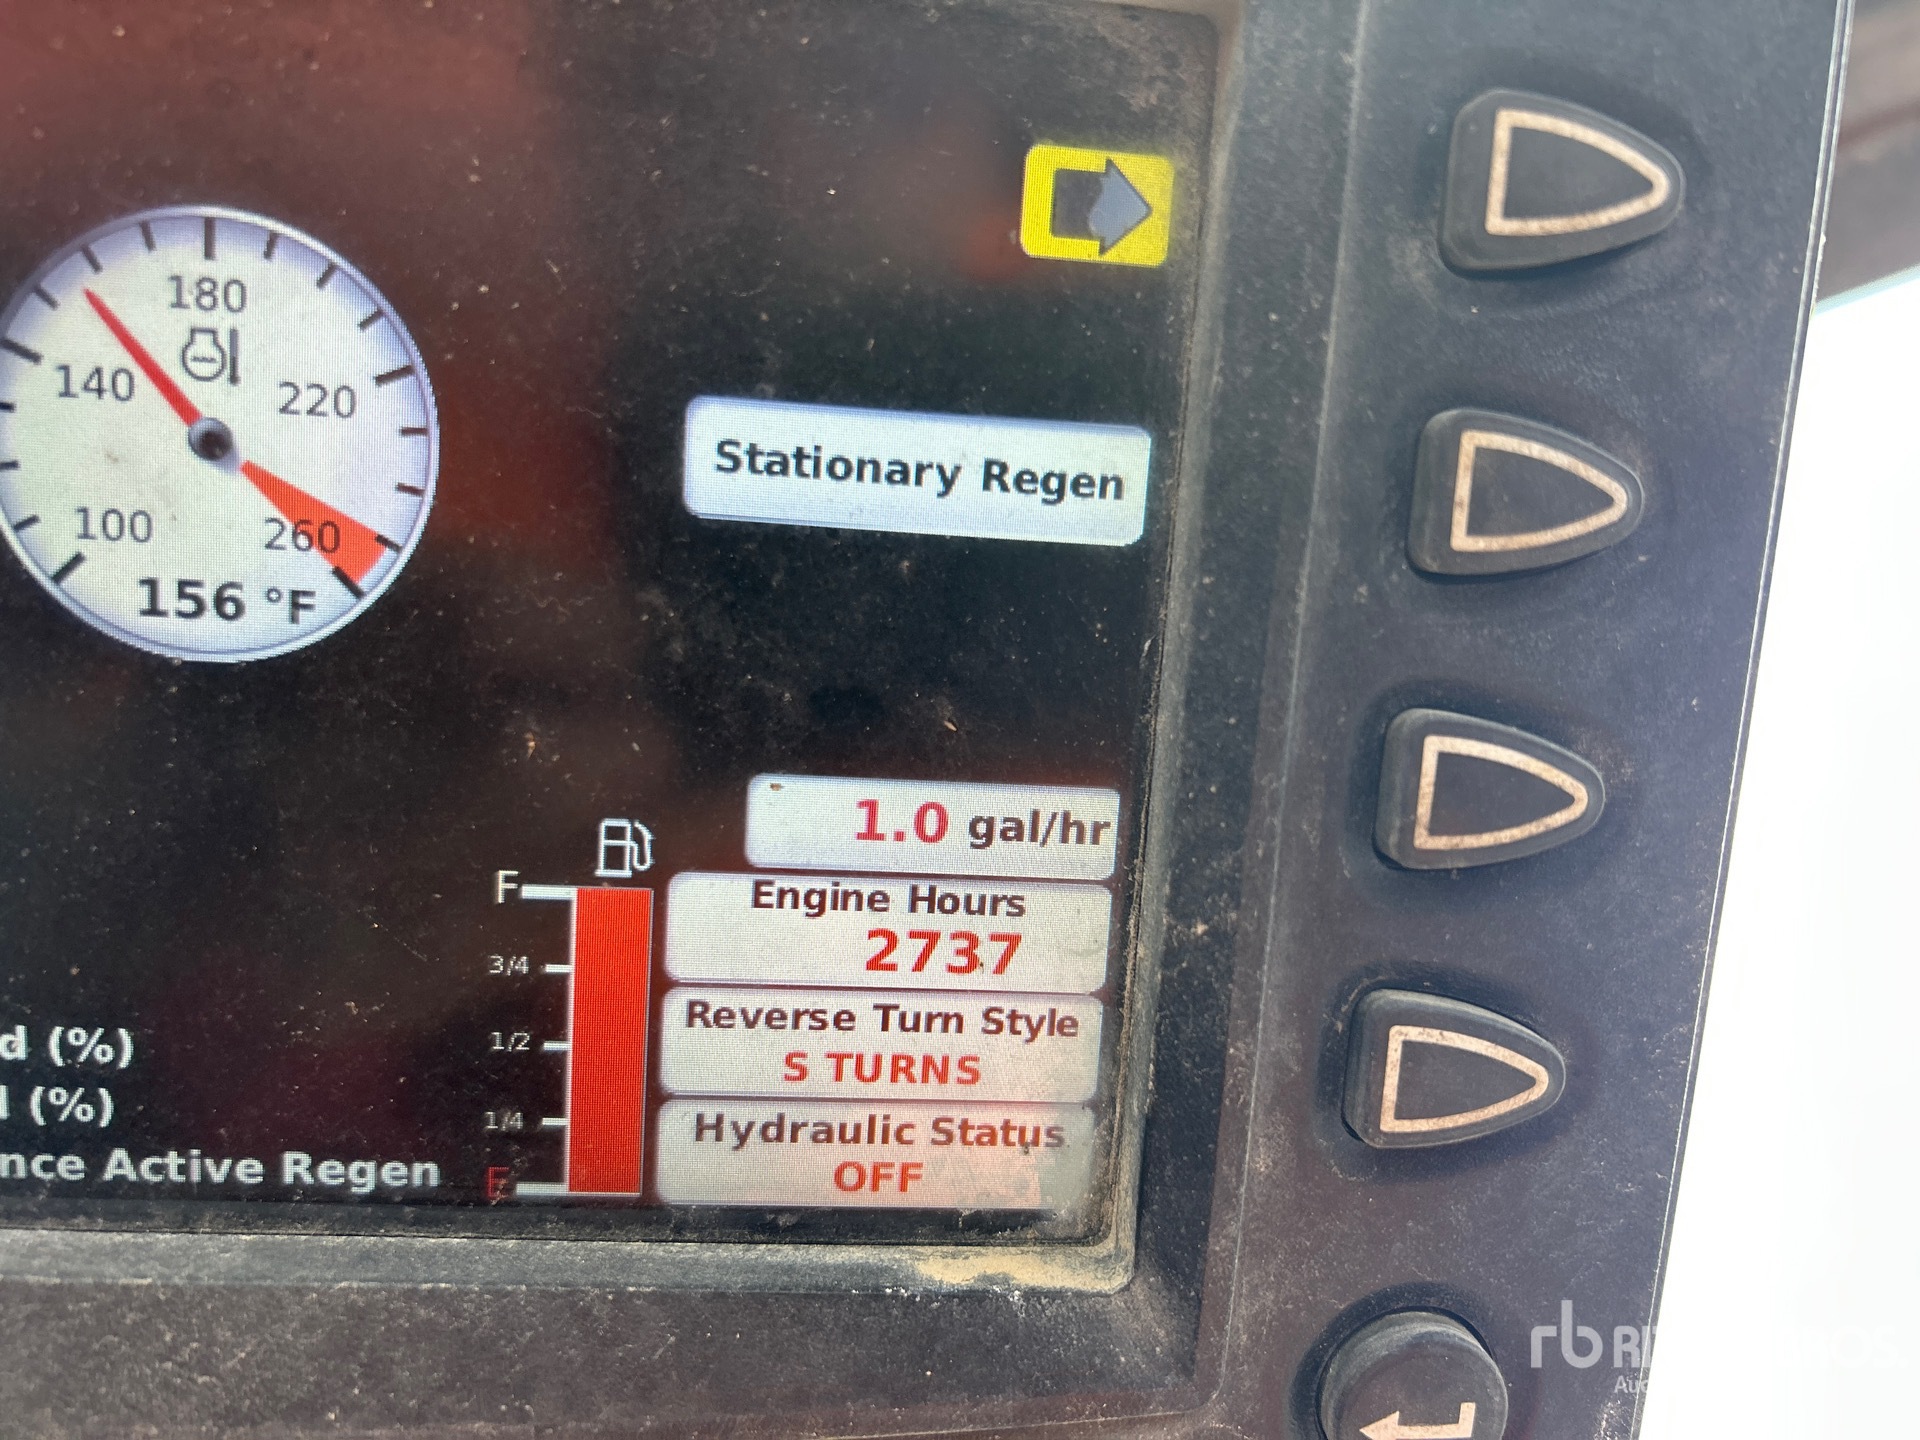 180
140
220
100
260
156 °F
Stationary Regen
1.0 gal/hr
F
3/4
1/2
1/4
E
Engine Hours
2737
Reverse Turn Style
S TURNS
Hydraulic Status
OFF
d (%)
(%)
nce Active Regen
rb